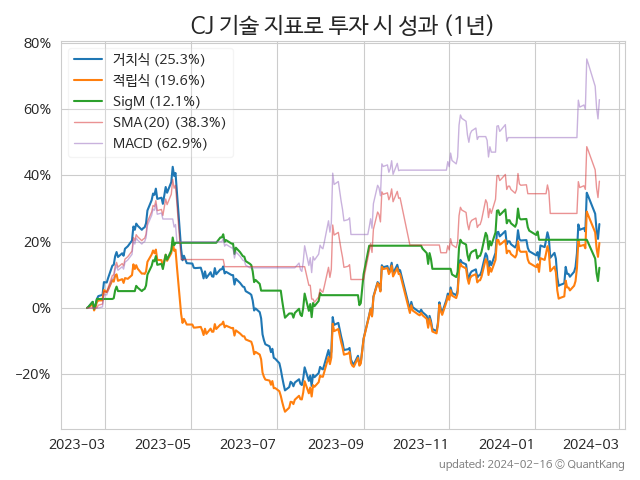 CJ 기술 지표로 투자 시 성과 (1년)
80%
60%
40%
20%
0%
−20%
거치식 (25.3%)
적립식 (19.6%)
SigM (12.1%)
SMA(20) (38.3%)
MACD (62.9%)
2023-03 2023-05 2023-07 2023-09 2023-11 2024-01 2024-03
updated: 2024-02-16 © QuantKang